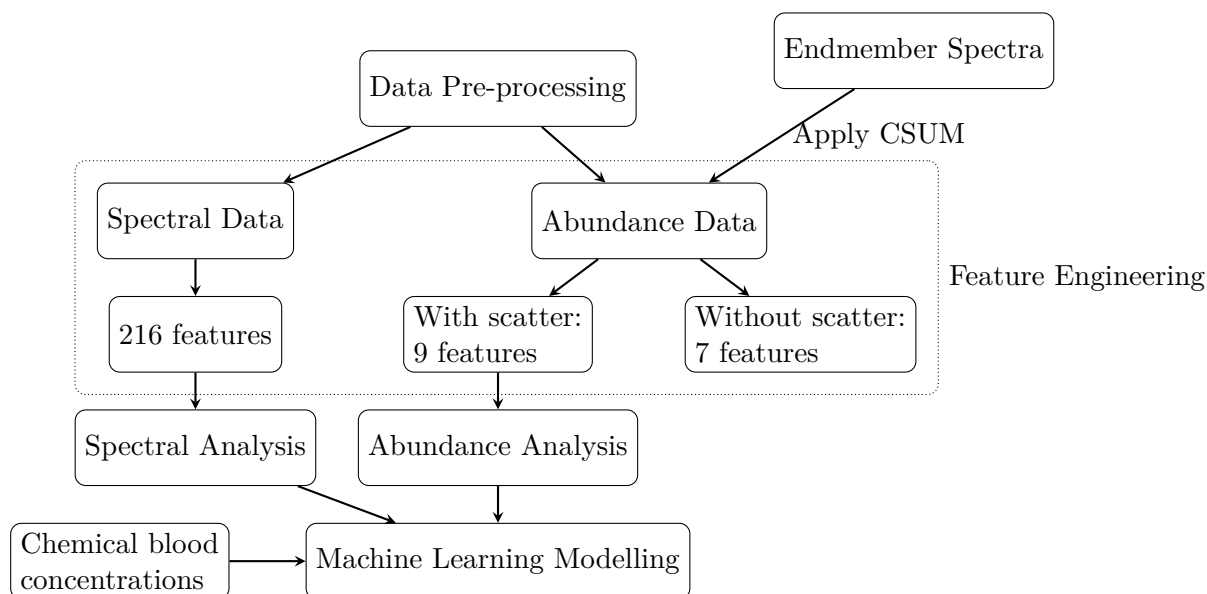 Endmember Spectra
Data Pre-processing
Apply CSUM
Spectral Data
Abundance Data
Feature Engineering
216 features
With scatter:
9 features
Without scatter:
7 features
Spectral Analysis
Abundance Analysis
Chemical blood
concentrations
Machine Learning Modelling